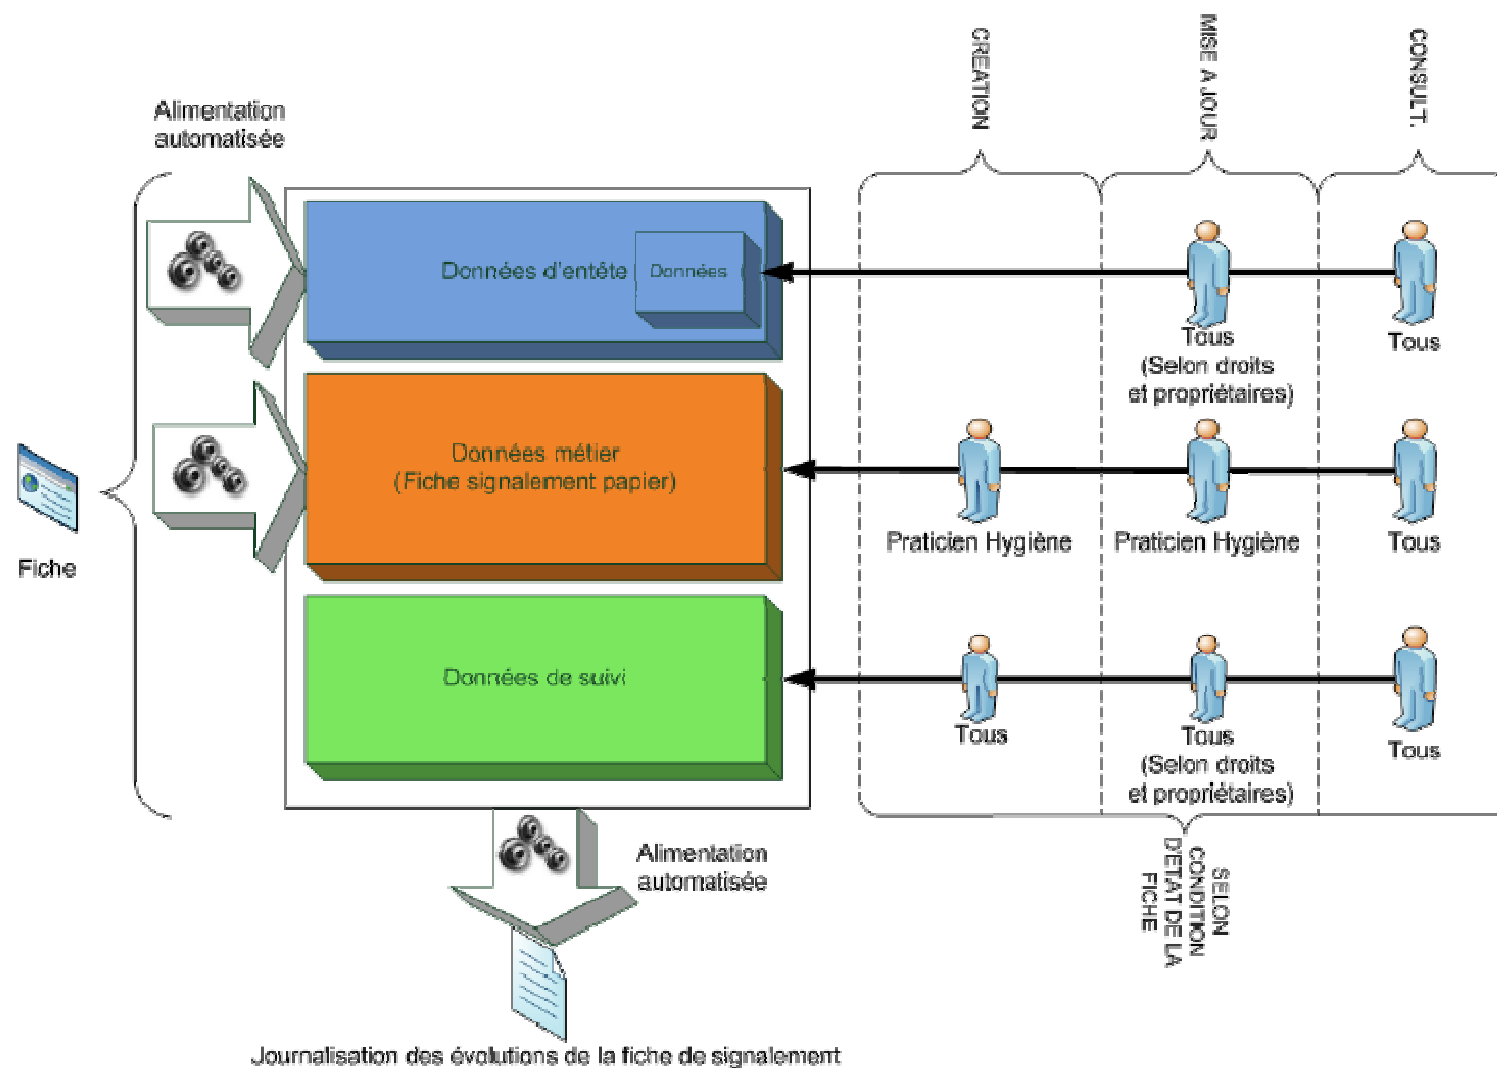 CREATION
MISE A JOUR
CONSULT.
Alimentation
automatisée
Données d'entête
Données
Tous
(Selon droits
et propriétaires)
Tous
Données métier
(Fiche signalement papier)
Praticien Hygiène
Praticien Hygiène
Tous
Fiche
Données de suivi
Tous
Tous
(Selon droits
et propriétaires)
Tous
Alimentation
automatisée
SELON
CONDITION
D'ETAT DE LA
FICHE
Journalisation des évolutions de la fiche de signalement